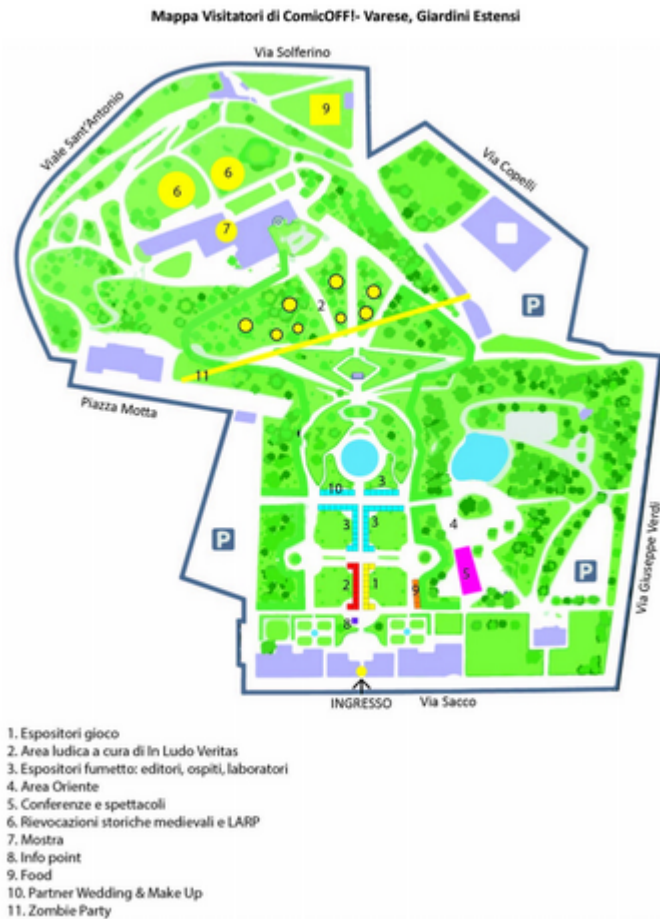 Mappa Visitatori di ComicOFF!- Varese, Giardini Estensi
Via Solferino
Viale Sant'Antonio
9
Via Copelli
6
6
7
P
2
11
Piazza Motta
10
3
3
3
4
P
P
Via Giuseppe Verdi
5
2
1
9
8
INGRESSO
Via Sacco
1. Espositori gioco
2. Area ludica a cura di In Ludo Veritas
3. Espositori fumetto: editori, ospiti, laboratori
4. Area Oriente
5. Conferenze e spettacoli
6. Rievocazioni storiche medievali e LARP
7. Mostra
8. Info point
9. Food
10. Partner Wedding & Make Up
11. Zombie Party